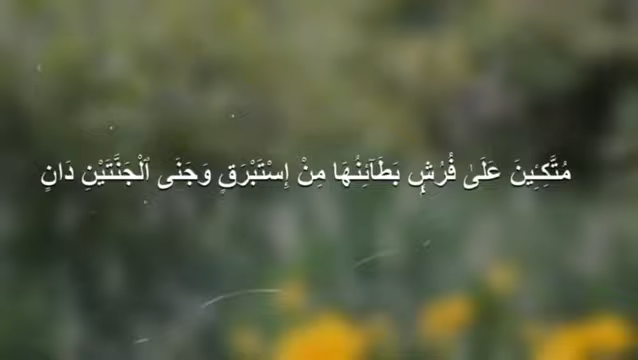 مُتَّكِـِٔينَ عَلَىٰ فُرُشٍۭ بَطَآئِنُهَا مِنْ إِسْتَبْرَقٍ وَجَنَى ٱلْجَنَّتَيْنِ دَانٍ